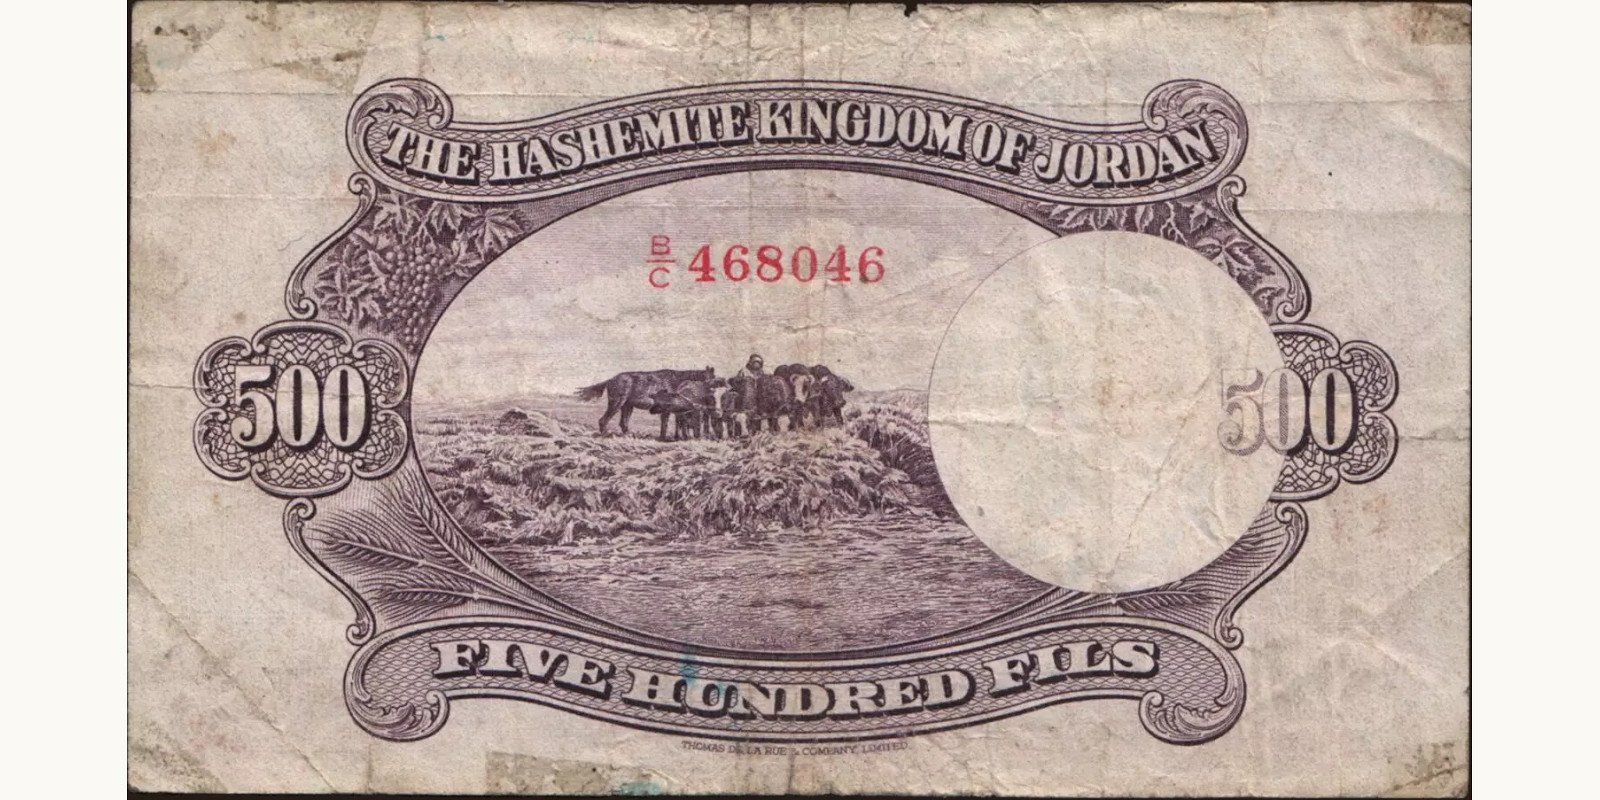 THE HASHEMITE KINGDOM OF JORDAN
B/C 468046
500
500
FIVE HUNDRED FILS
THOMAS DE LA RUE & COMPANY, LIMITED.